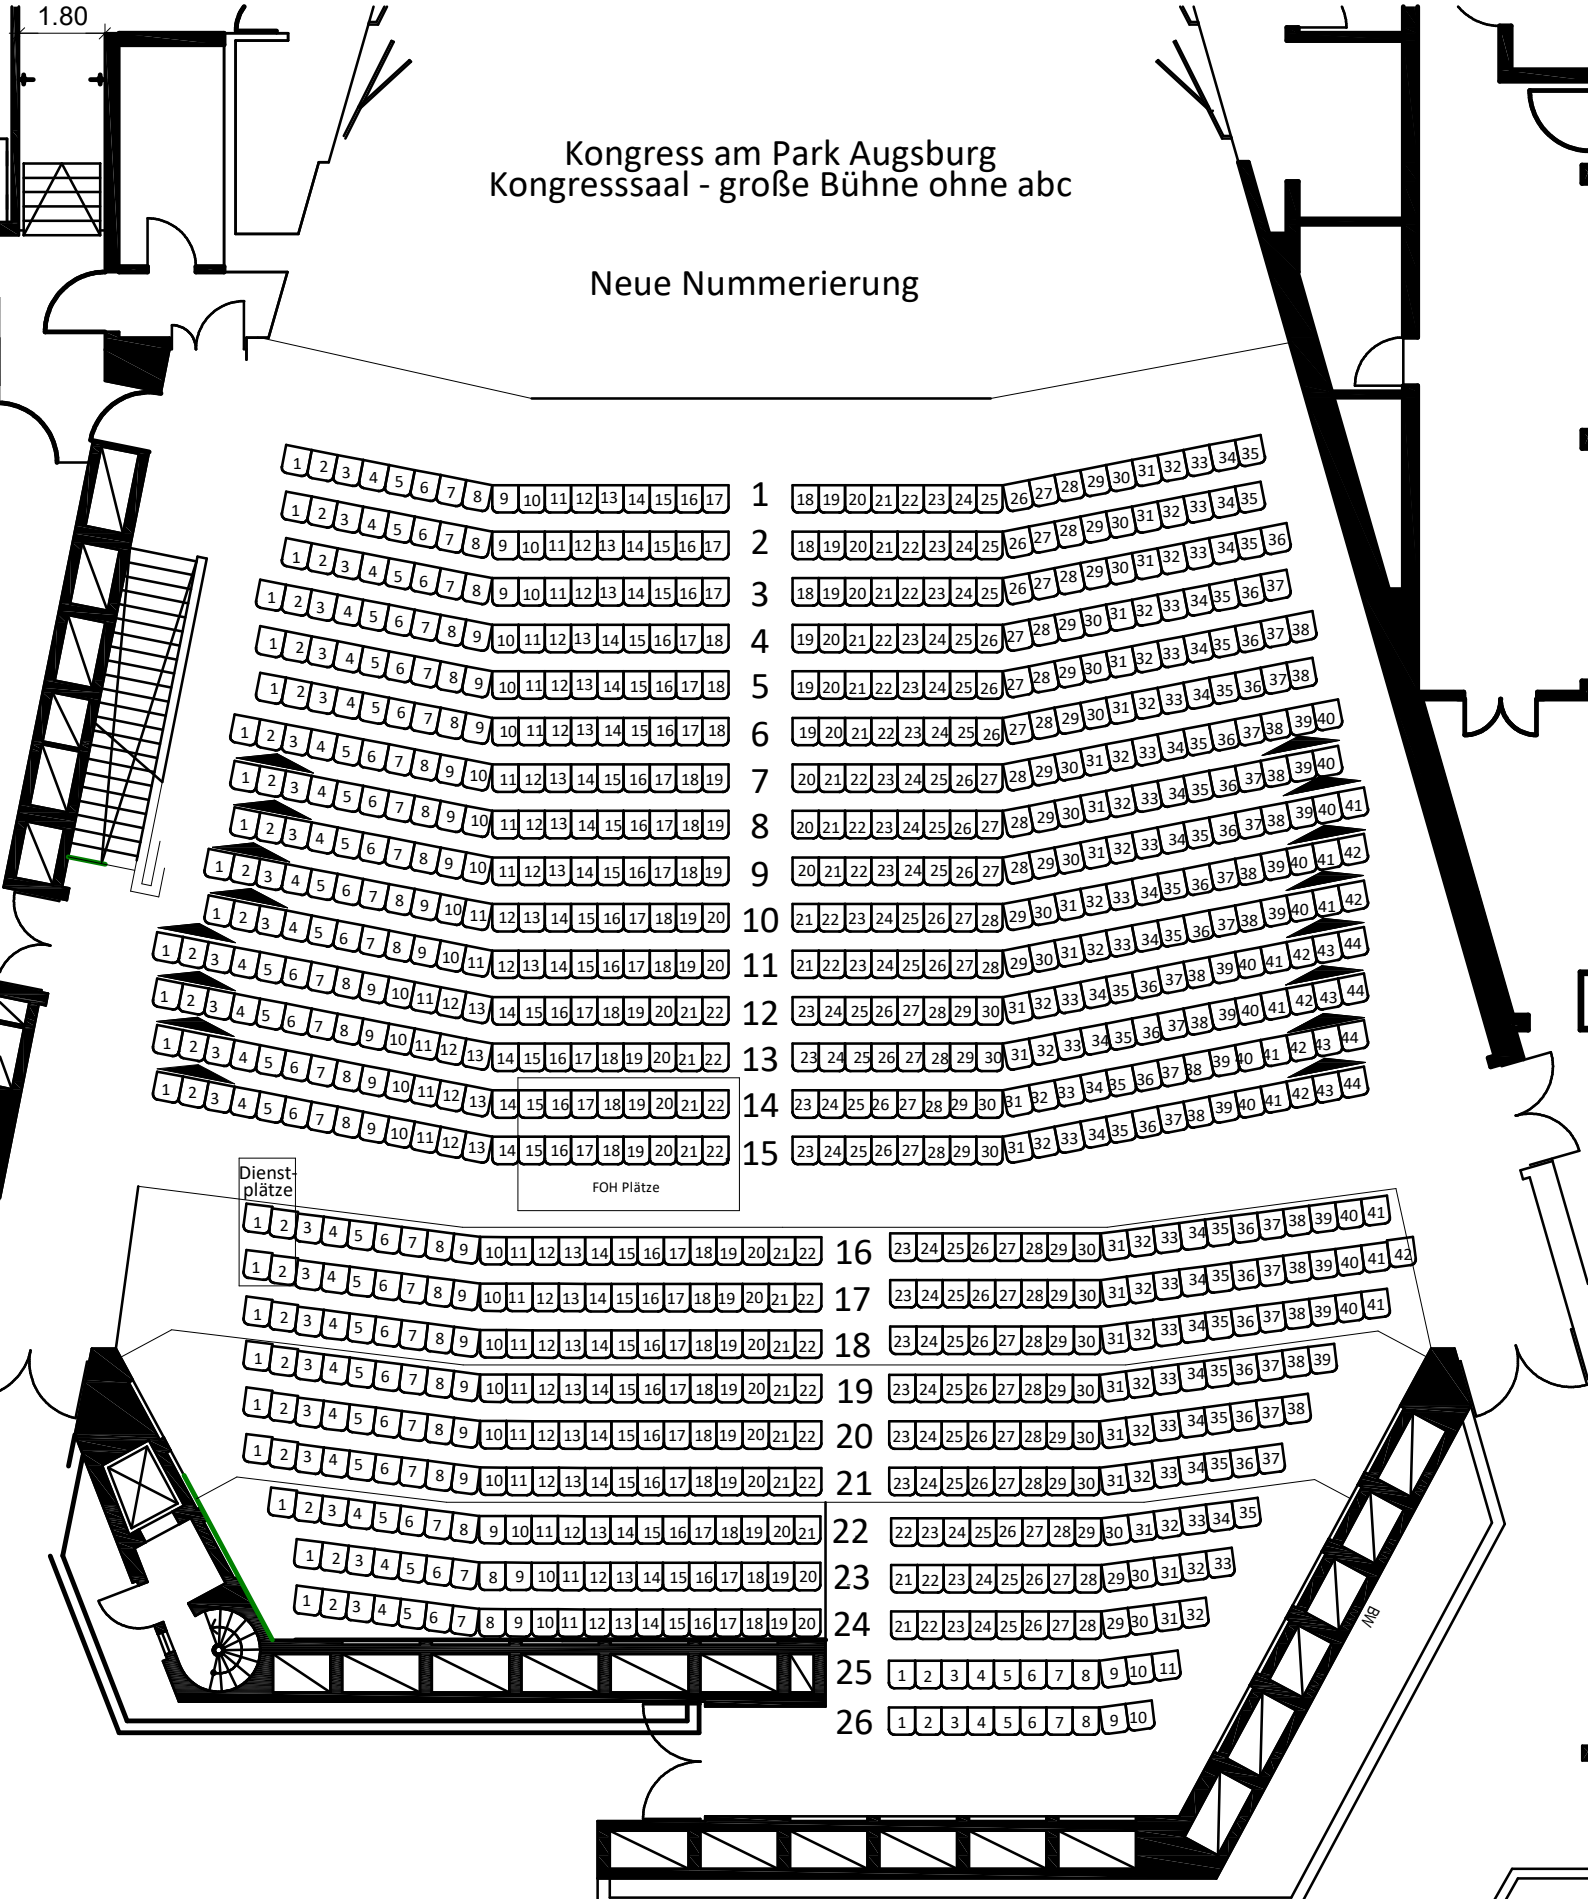 1.80
Kongress am Park Augsburg
Kongresssaal - große Bühne ohne abc
Neue Nummerierung
1 2 3 4 5 6 7 8 9 10 11 12 13 14 15 16 17 1 18 19 20 21 22 23 24 25 26 27 28 29 30 31 32 33 34 35
1 2 3 4 5 6 7 8 9 10 11 12 13 14 15 16 17 2 18 19 20 21 22 23 24 25 26 27 28 29 30 31 32 33 34 35
1 2 3 4 5 6 7 8 9 10 11 12 13 14 15 16 17 3 18 19 20 21 22 23 24 25 26 27 28 29 30 31 32 33 34 35 36
1 2 3 4 5 6 7 8 9 10 11 12 13 14 15 16 17 18 4 19 20 21 22 23 24 25 26 27 28 29 30 31 32 33 34 35 36 37
1 2 3 4 5 6 7 8 9 10 11 12 13 14 15 16 17 18 5 19 20 21 22 23 24 25 26 27 28 29 30 31 32 33 34 35 36 37 38
1 2 3 4 5 6 7 8 9 10 11 12 13 14 15 16 17 18 6 19 20 21 22 23 24 25 26 27 28 29 30 31 32 33 34 35 36 37 38
1 2 3 4 5 6 7 8 9 10 11 12 13 14 15 16 17 18 19 7 20 21 22 23 24 25 26 27 28 29 30 31 32 33 34 35 36 37 38 39 40
1 2 3 4 5 6 7 8 9 10 11 12 13 14 15 16 17 18 19 8 20 21 22 23 24 25 26 27 28 29 30 31 32 33 34 35 36 37 38 39 40
1 2 3 4 5 6 7 8 9 10 11 12 13 14 15 16 17 18 19 9 20 21 22 23 24 25 26 27 28 29 30 31 32 33 34 35 36 37 38 39 40 41
1 2 3 4 5 6 7 8 9 10 11 12 13 14 15 16 17 18 19 20 10 21 22 23 24 25 26 27 28 29 30 31 32 33 34 35 36 37 38 39 40 41 42
1 2 3 4 5 6 7 8 9 10 11 12 13 14 15 16 17 18 19 20 11 21 22 23 24 25 26 27 28 29 30 31 32 33 34 35 36 37 38 39 40 41 42
1 2 3 4 5 6 7 8 9 10 11 12 13 14 15 16 17 18 19 20 21 22 12 23 24 25 26 27 28 29 30 31 32 33 34 35 36 37 38 39 40 41 42 43 44
1 2 3 4 5 6 7 8 9 10 11 12 13 14 15 16 17 18 19 20 21 22 13 23 24 25 26 27 28 29 30 31 32 33 34 35 36 37 38 39 40 41 42 43 44
1 2 3 4 5 6 7 8 9 10 11 12 13 14 15 16 17 18 19 20 21 22 14 23 24 25 26 27 28 29 30 31 32 33 34 35 36 37 38 39 40 41 42 43 44
1 2 3 4 5 6 7 8 9 10 11 12 13 14 15 16 17 18 19 20 21 22 15 23 24 25 26 27 28 29 30 31 32 33 34 35 36 37 38 39 40 41 42 43 44
Dienst-
plätze
FOH Plätze
1 2 3 4 5 6 7 8 9 10 11 12 13 14 15 16 17 18 19 20 21 22 16 23 24 25 26 27 28 29 30 31 32 33 34 35 36 37 38 39 40 41
1 2 3 4 5 6 7 8 9 10 11 12 13 14 15 16 17 18 19 20 21 22 17 23 24 25 26 27 28 29 30 31 32 33 34 35 36 37 38 39 40 41 42
1 2 3 4 5 6 7 8 9 10 11 12 13 14 15 16 17 18 19 20 21 22 18 23 24 25 26 27 28 29 30 31 32 33 34 35 36 37 38 39 40 41
1 2 3 4 5 6 7 8 9 10 11 12 13 14 15 16 17 18 19 20 21 22 19 23 24 25 26 27 28 29 30 31 32 33 34 35 36 37 38 39
1 2 3 4 5 6 7 8 9 10 11 12 13 14 15 16 17 18 19 20 21 22 20 23 24 25 26 27 28 29 30 31 32 33 34 35 36 37 38
1 2 3 4 5 6 7 8 9 10 11 12 13 14 15 16 17 18 19 20 21 22 21 23 24 25 26 27 28 29 30 31 32 33 34 35 36 37
1 2 3 4 5 6 7 8 9 10 11 12 13 14 15 16 17 18 19 20 21 22 22 23 24 25 26 27 28 29 30 31 32 33 34 35
1 2 3 4 5 6 7 8 9 10 11 12 13 14 15 16 17 18 19 20 23 21 22 23 24 25 26 27 28 29 30 31 32 33
1 2 3 4 5 6 7 8 9 10 11 12 13 14 15 16 17 18 19 20 24 21 22 23 24 25 26 27 28 29 30 31 32
BW
25 1 2 3 4 5 6 7 8 9 10 11
26 1 2 3 4 5 6 7 8 9 10